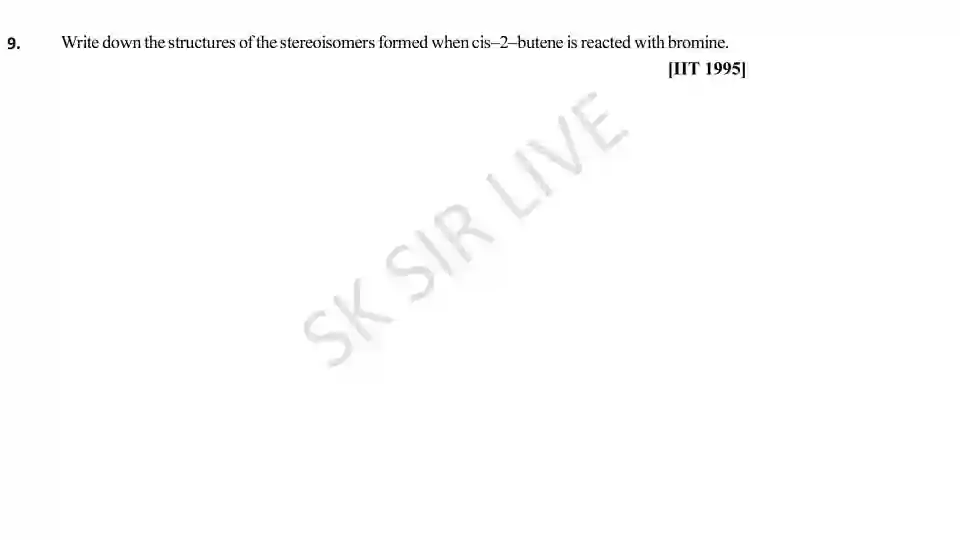 9. Write down the structures of the stereoisomers formed when cis–2–butene is reacted with bromine.
[IIT 1995]
SK SIR LIVE